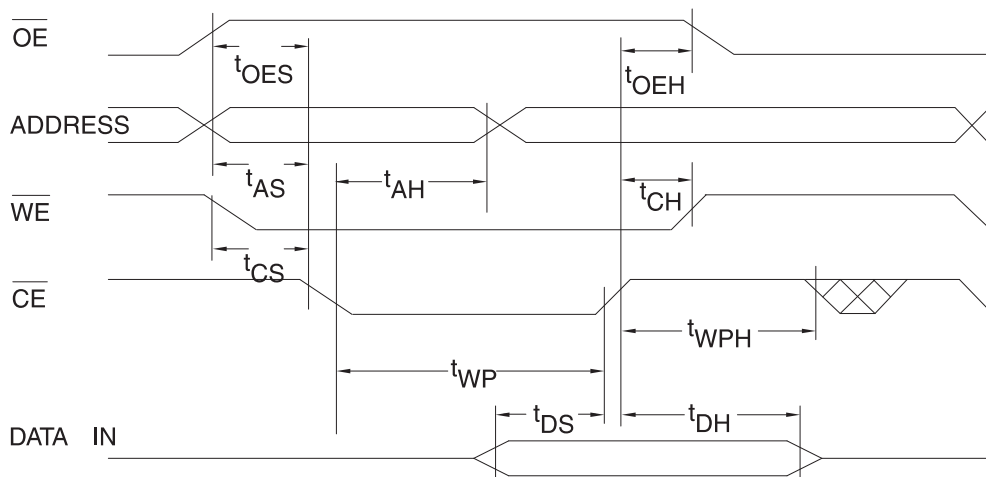 OE
tOES
tOEH
ADDRESS
tAS
tAH
tCH
WE
tCS
CE
tWPH
tWP
tDS
tDH
DATA IN